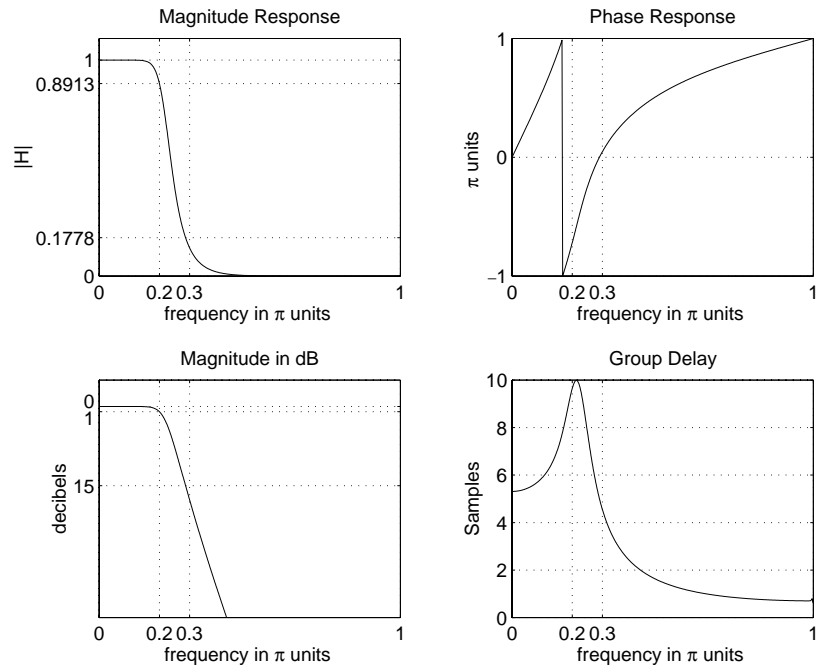 Magnitude Response
1
0.8913
0.1778
0
|H|
0 0.2 0.3 1
frequency in π units
Phase Response
1
0
−1
π units
0 0.2 0.3 1
frequency in π units
Magnitude in dB
0
1
15
decibels
0 0.2 0.3 1
frequency in π units
Group Delay
10
8
6
4
2
0
Samples
0 0.2 0.3 1
frequency in π units